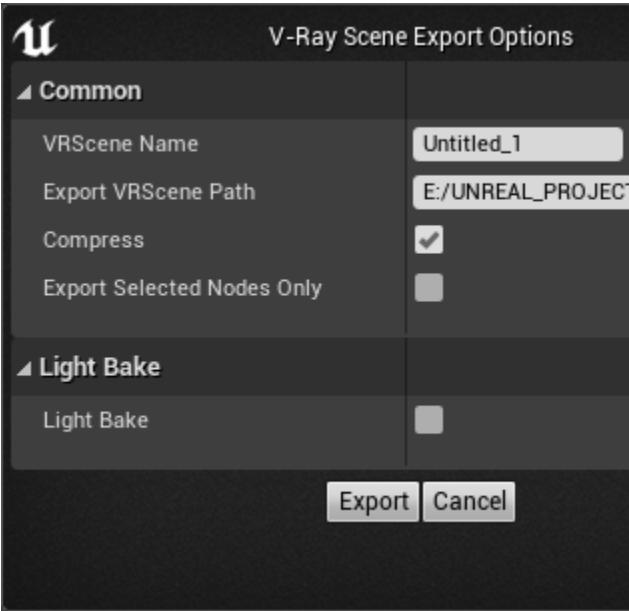 V-Ray Scene Export Options
Common
VRScene Name Untitled_1
Export VRScene Path E:/UNREAL_PROJECT
Compress
Export Selected Nodes Only
Light Bake
Light Bake
Export Cancel